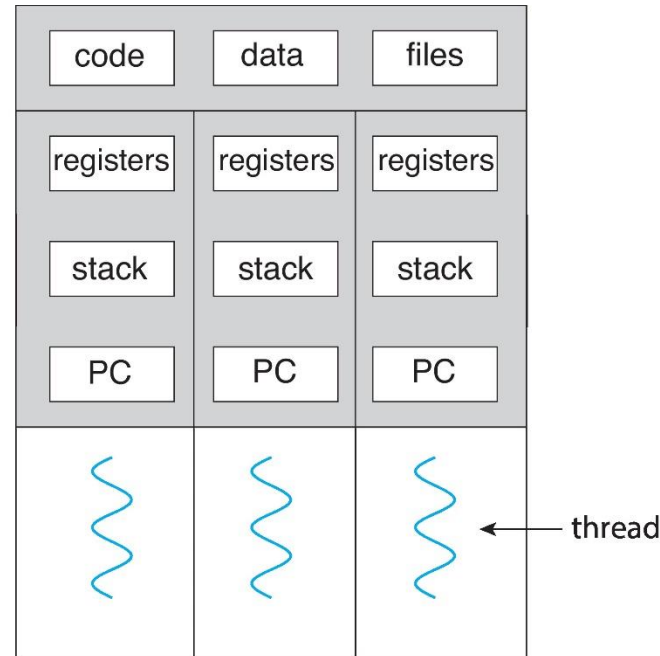 code data files
registers registers registers
stack stack stack
PC PC PC
thread